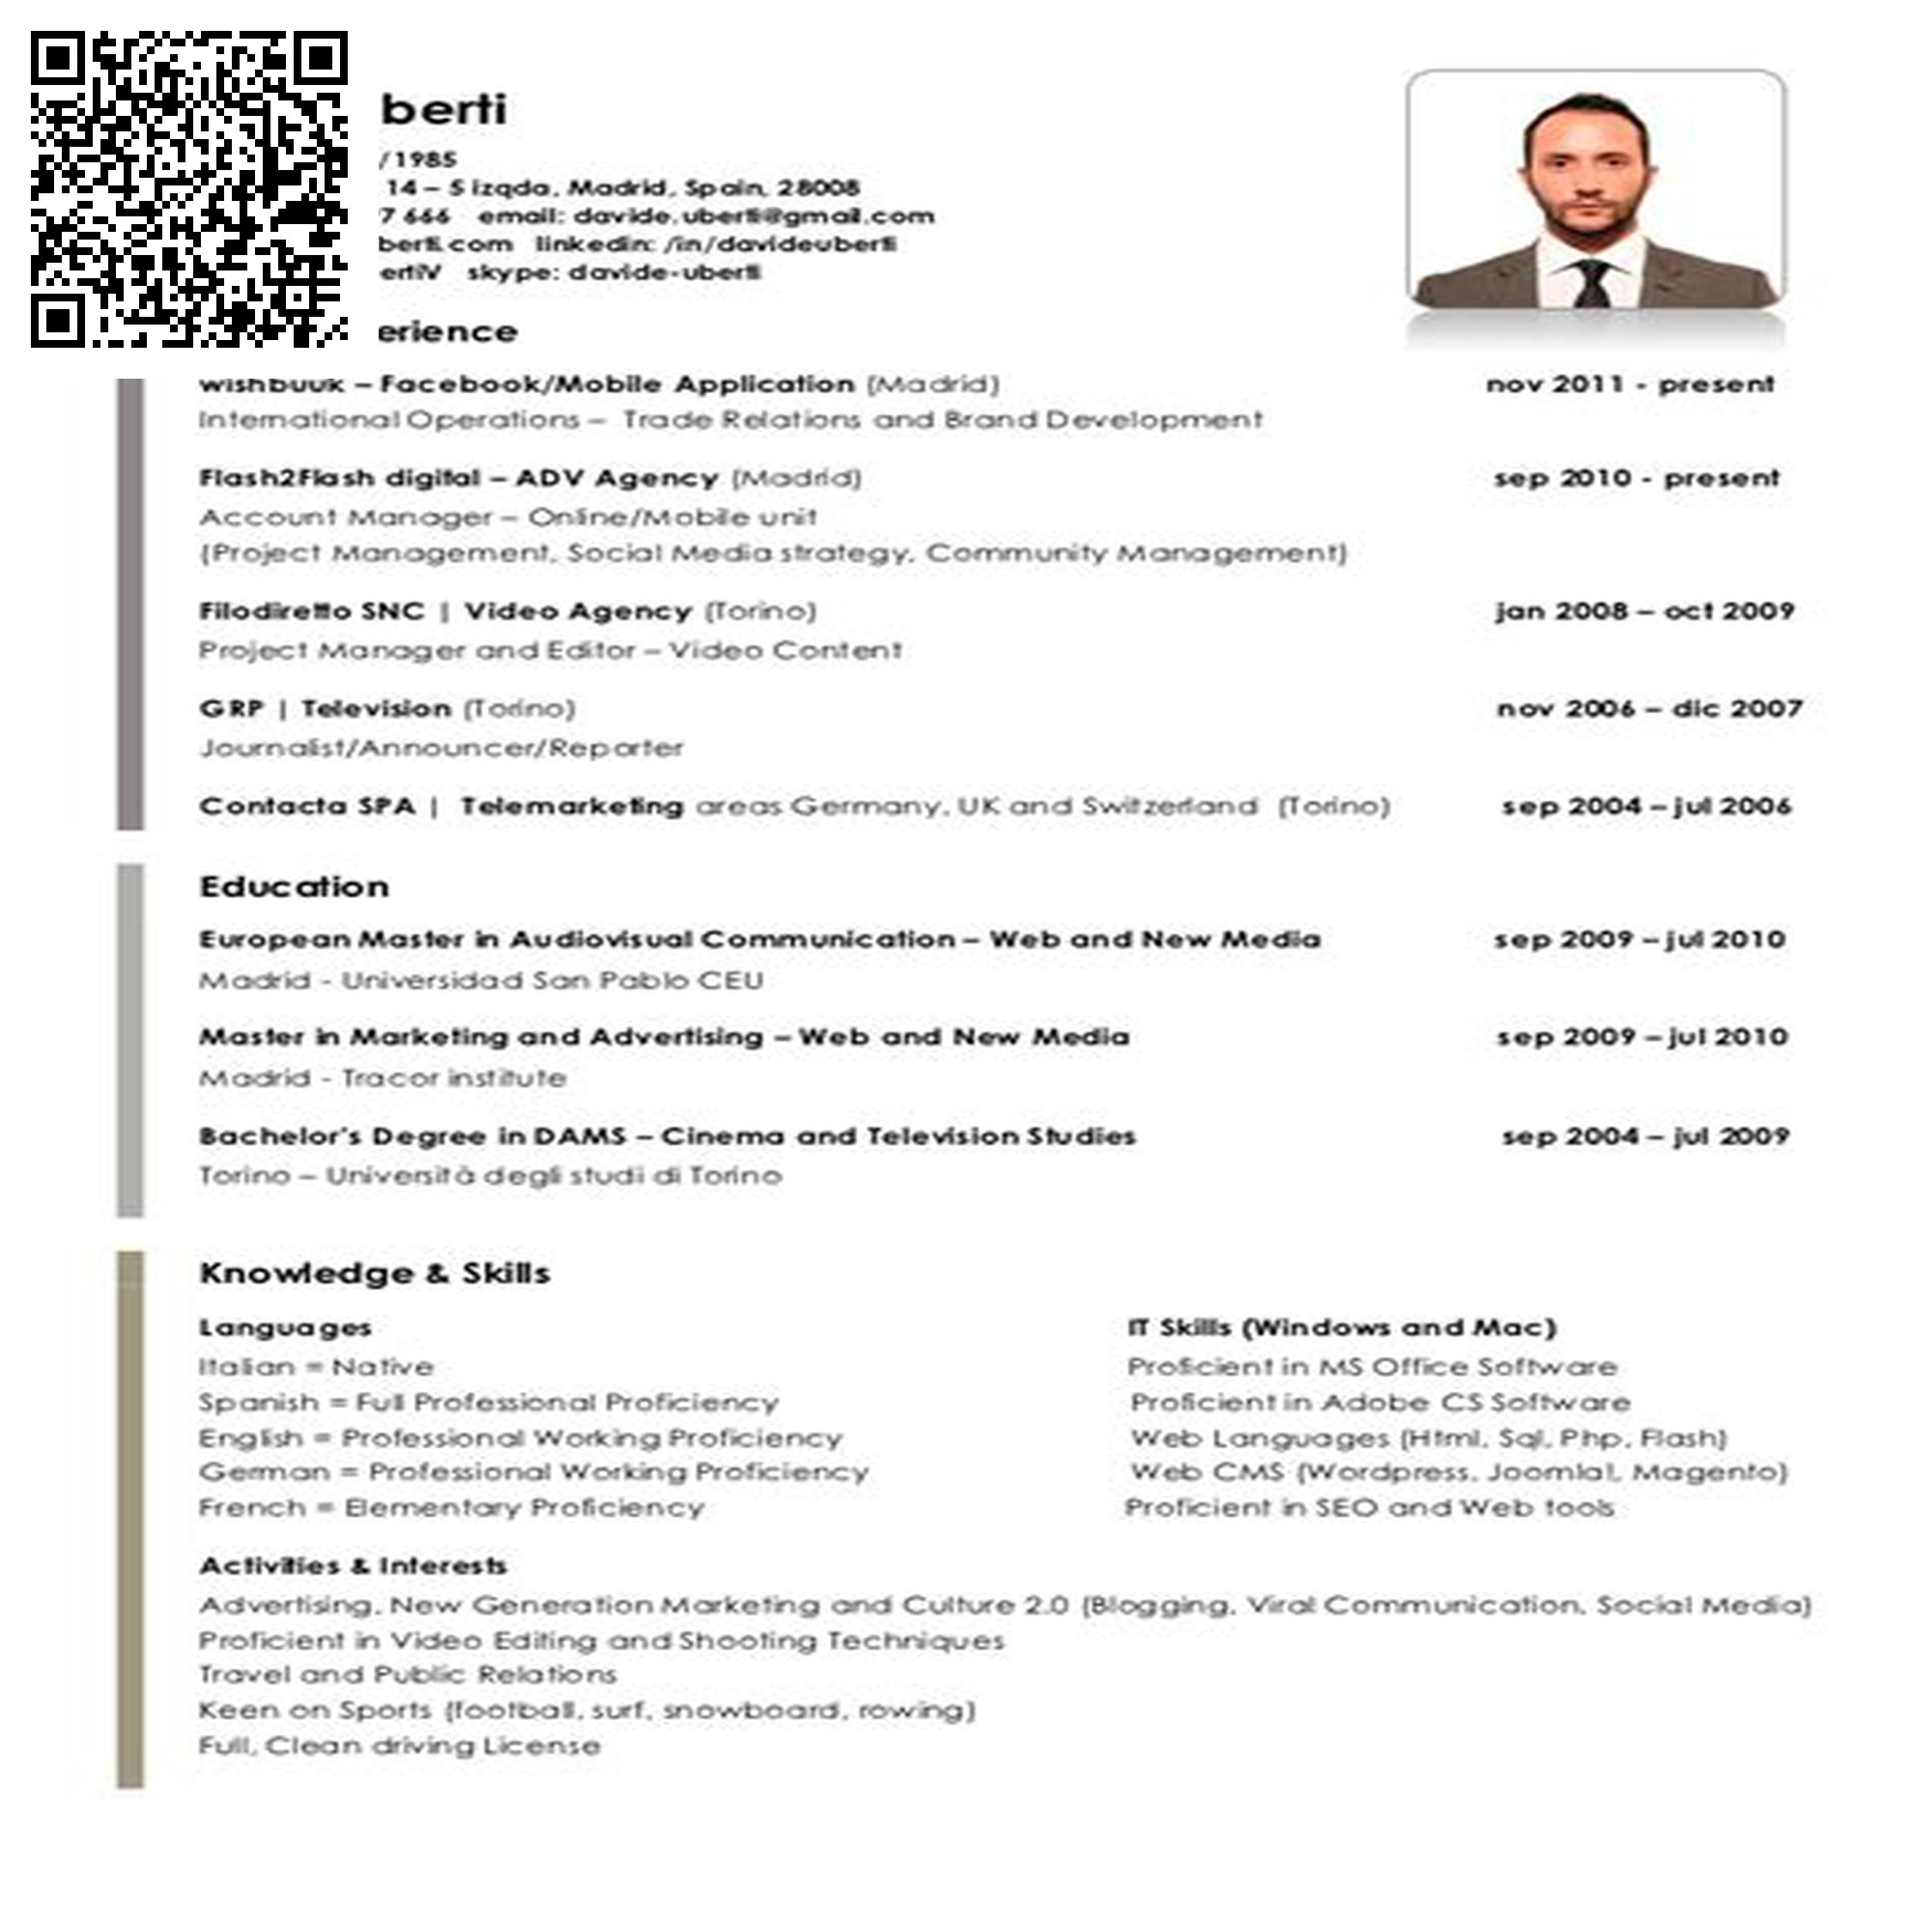 berti
/1985
14 – 5 izqda, Madrid, Spain, 28008
7 666 email: davide.uberti@gmail.com
berti.com linkedin: /in/davideuberti
ertiV skype: davide-uberti
erience
wishbuuk – Facebook/Mobile Application (Madrid) nov 2011 - present
International Operations – Trade Relations and Brand Development
Flash2Flash digital – ADV Agency (Madrid) sep 2010 - present
Account Manager – Online/Mobile unit
(Project Management, Social Media strategy, Community Management)
Filodiretto SNC | Video Agency (Torino) jan 2008 – oct 2009
Project Manager and Editor – Video Content
GRP | Television (Torino) nov 2006 – dic 2007
Journalist/Announcer/Reporter
Contacta SPA | Telemarketing areas Germany, UK and Switzerland (Torino) sep 2004 – jul 2006
Education
European Master in Audiovisual Communication – Web and New Media sep 2009 – jul 2010
Madrid - Universidad San Pablo CEU
Master in Marketing and Advertising – Web and New Media sep 2009 – jul 2010
Madrid - Tracor institute
Bachelor's Degree in DAMS – Cinema and Television Studies sep 2004 – jul 2009
Torino – Università degli studi di Torino
Knowledge & Skills
Languages
Italian = Native
Spanish = Full Professional Proficiency
English = Professional Working Proficiency
German = Professional Working Proficiency
French = Elementary Proficiency
IT Skills (Windows and Mac)
Proficient in MS Office Software
Proficient in Adobe CS Software
Web Languages (Html, Sql, Php, Flash)
Web CMS (Wordpress, Joomla!, Magento)
Proficient in SEO and Web tools
Activities & Interests
Advertising, New Generation Marketing and Culture 2.0 (Blogging, Viral Communication, Social Media)
Proficient in Video Editing and Shooting Techniques
Travel and Public Relations
Keen on Sports (football, surf, snowboard, rowing)
Full, Clean driving License